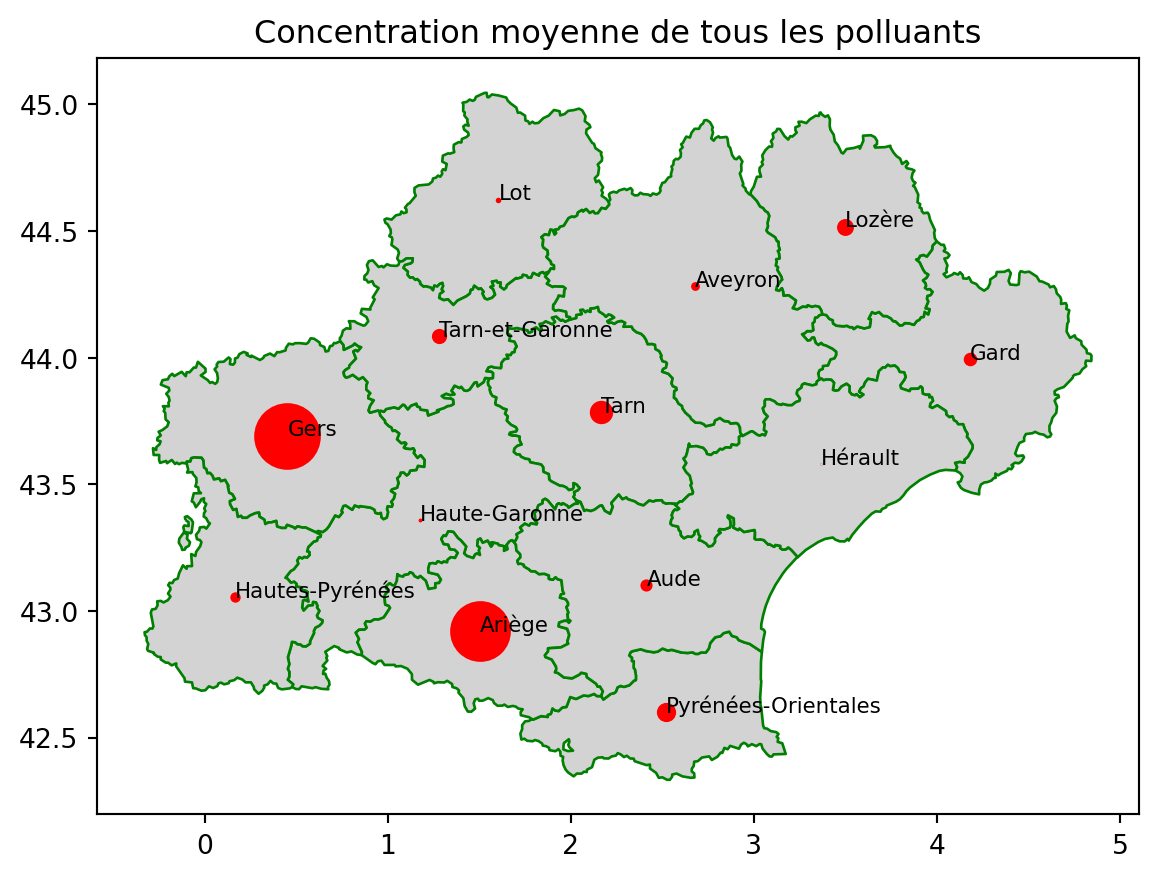 Concentration moyenne de tous les polluants
45.0
44.5
44.0
43.5
43.0
42.5
Lot
Lozère
Aveyron
Tarn-et-Garonne
Gard
Tarn
Gers
Hérault
Haute-Garonne
Aude
Hautes-Pyrénées
Ariège
Pyrénées-Orientales
0 1 2 3 4 5